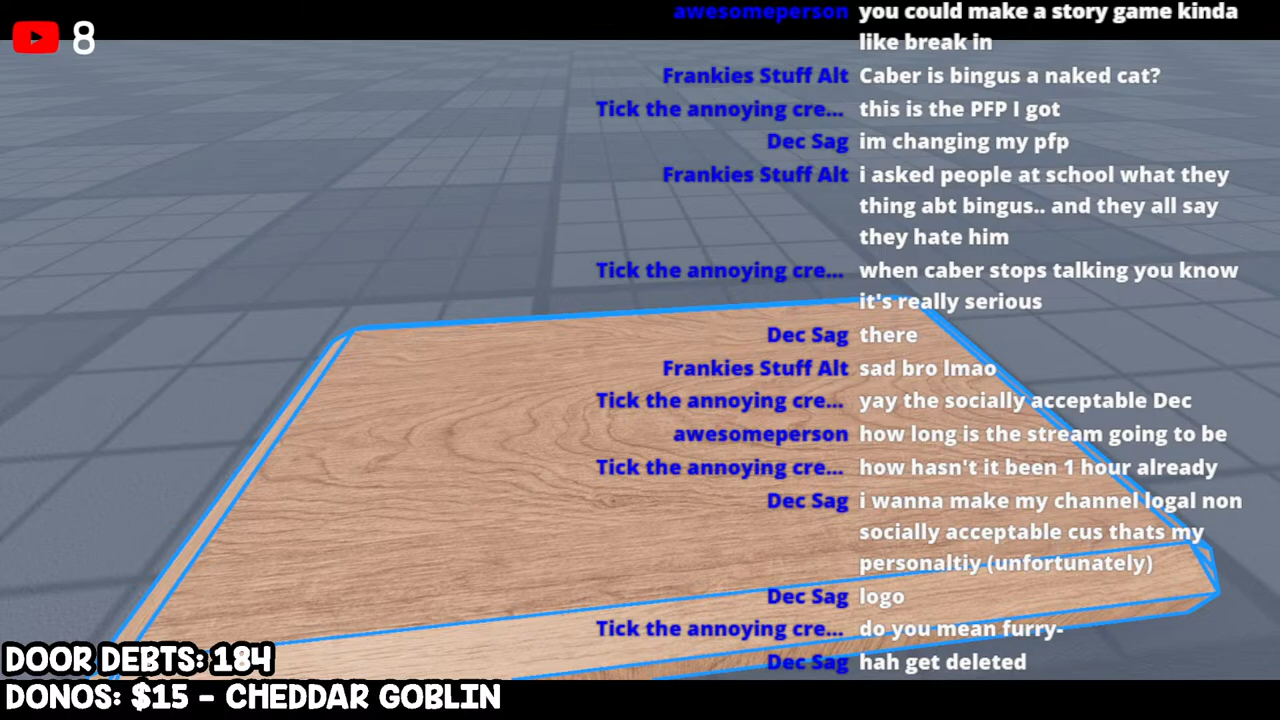 8
awesomeperson you could make a story game kinda
like break in
Frankies Stuff Alt Caber is bingus a naked cat?
Tick the annoying cre... this is the PFP I got
Dec Sag im changing my pfp
Frankies Stuff Alt i asked people at school what they
thing abt bingus.. and they all say
they hate him
Tick the annoying cre... when caber stops talking you know
it's really serious
Dec Sag there
Frankies Stuff Alt sad bro lmao
Tick the annoying cre... yay the socially acceptable Dec
awesomeperson how long is the stream going to be
Tick the annoying cre... how hasn't it been 1 hour already
Dec Sag i wanna make my channel logal non
socially acceptable cus thats my
personaltiy (unfortunately)
Dec Sag logo
Tick the annoying cre... do you mean furry-
Dec Sag hah get deleted
DOOR DEBTS: 184
DONOS: $15 - CHEDDAR GOBLIN